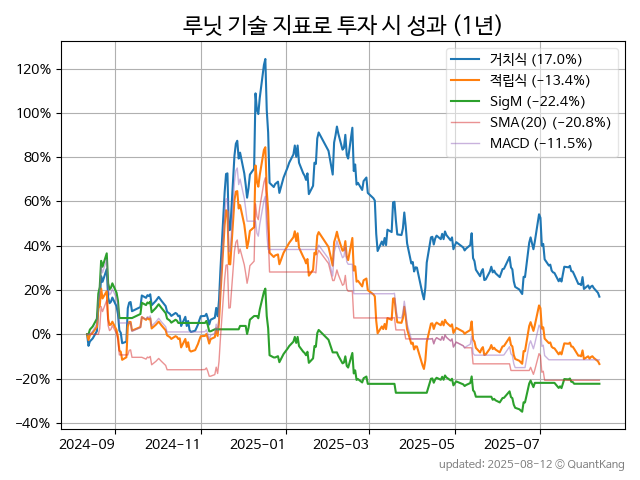 루닛 기술 지표로 투자 시 성과 (1년)
120%
100%
80%
60%
40%
20%
0%
−20%
−40%
거치식 (17.0%)
적립식 (−13.4%)
SigM (−22.4%)
SMA(20) (−20.8%)
MACD (−11.5%)
2024−09
2024−11
2025−01
2025−03
2025−05
2025−07
updated: 2025-08-12 © QuantKang